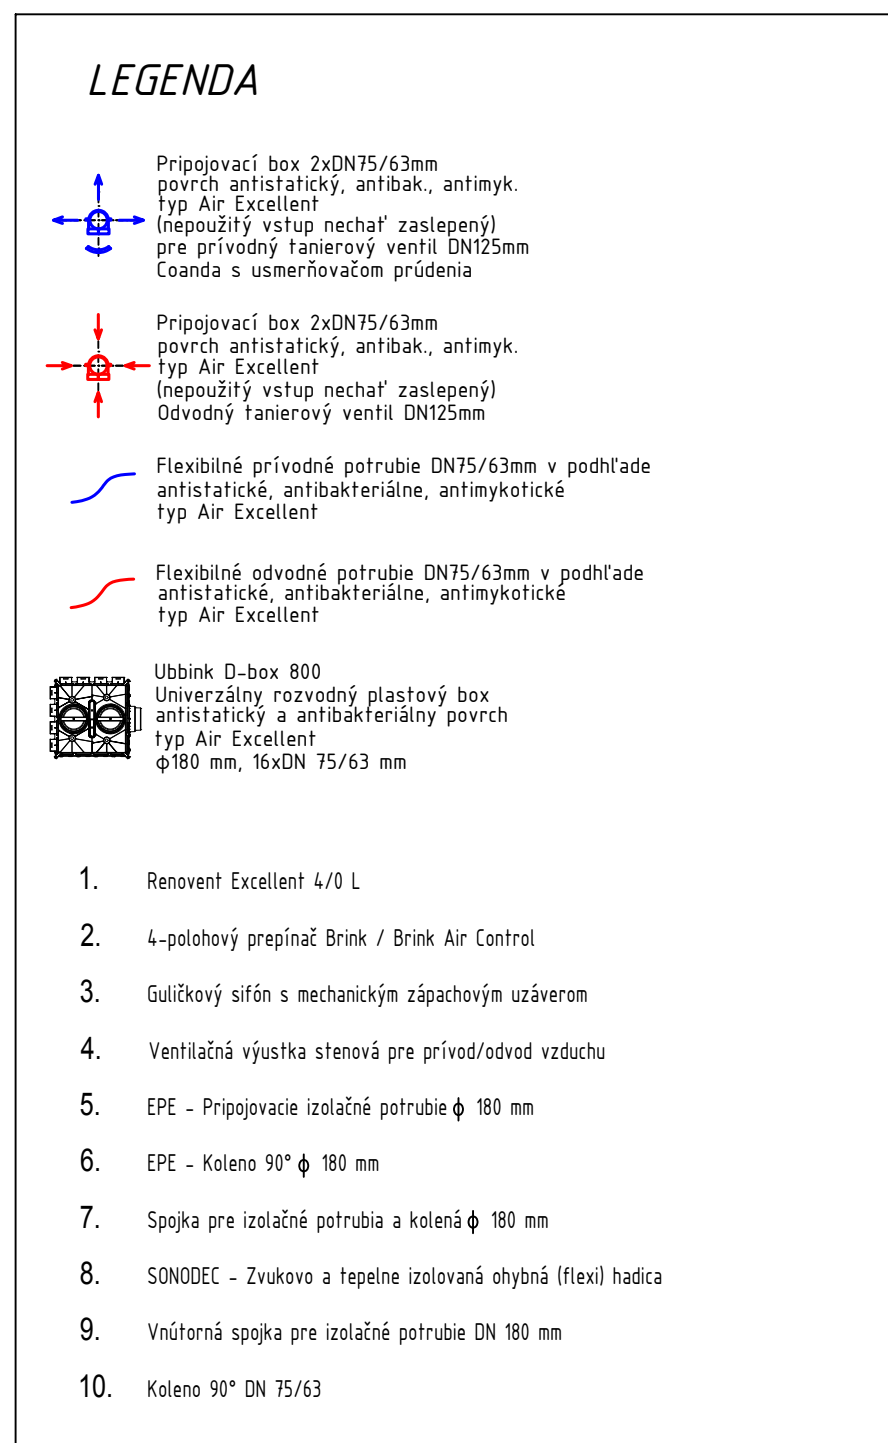 LEGENDA
Pripojovací box 2xDN75/63mm
povrch antistatický, antibak., antimyk.
typ Air Excellent
(nepoužitý vstup nechať zaslepený)
pre prívodný tanierový ventil DN125mm
Coanda s usmerňovačom prúdenia
Pripojovací box 2xDN75/63mm
povrch antistatický, antibak., antimyk.
typ Air Excellent
(nepoužitý vstup nechať zaslepený)
Odvodný tanierový ventil DN125mm
Flexibilné prívodné potrubie DN75/63mm v podhľade
antistatické, antibakteriálne, antimykotické
typ Air Excellent
Flexibilné odvodné potrubie DN75/63mm v podhľade
antistatické, antibakteriálne, antimykotické
typ Air Excellent
Ubbink D-box 800
Univerzálny rozvodný plastový box
antistatický a antibakteriálny povrch
typ Air Excellent
ϕ180 mm, 16xDN 75/63 mm
1. Renovent Excellent 4/0 L
2. 4-polohový prepínač Brink / Brink Air Control
3. Guličkový sifón s mechanickým zápachovým uzáverom
4. Ventilačná výustka stenová pre prívod/odvod vzduchu
5. EPE - Pripojovacie izolačné potrubie ϕ 180 mm
6. EPE - Koleno 90° ϕ 180 mm
7. Spojka pre izolačné potrubia a kolená ϕ 180 mm
8. SONODEC - Zvukovo a tepelne izolovaná ohybná (flexi) hadica
9. Vnútorná spojka pre izolačné potrubie DN 180 mm
10. Koleno 90° DN 75/63